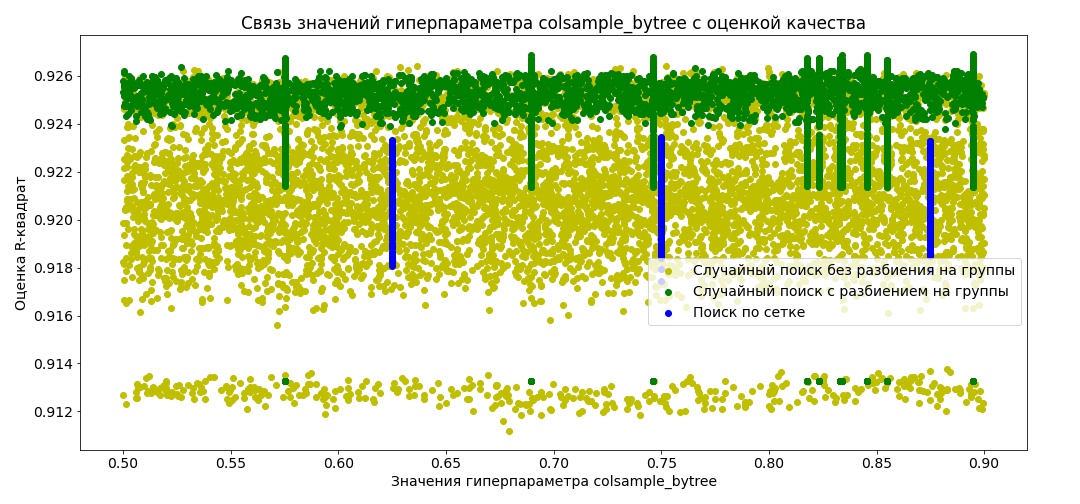 Связь значений гиперпараметра colsample_bytree с оценкой качества
Оценка R-квадрат
0.926
0.924
0.922
0.920
0.918
0.916
0.914
0.912
Случайный поиск без разбиения на группы
Случайный поиск с разбиением на группы
Поиск по сетке
0.50 0.55 0.60 0.65 0.70 0.75 0.80 0.85 0.90
Значения гиперпараметра colsample_bytree